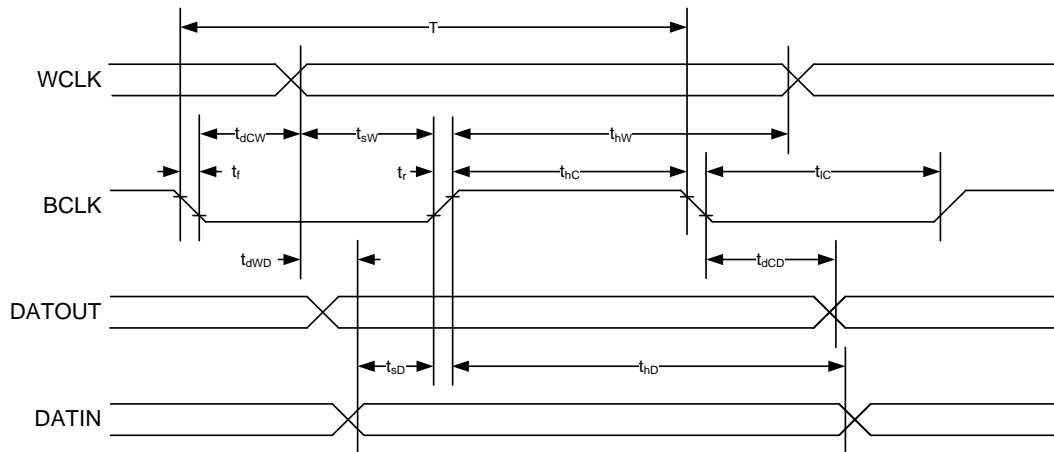 T
WCLK
tdCW
tsW
thW
tf
tr
thC
tlC
BCLK
tdWD
tdCD
DATOUT
tsD
thD
DATIN